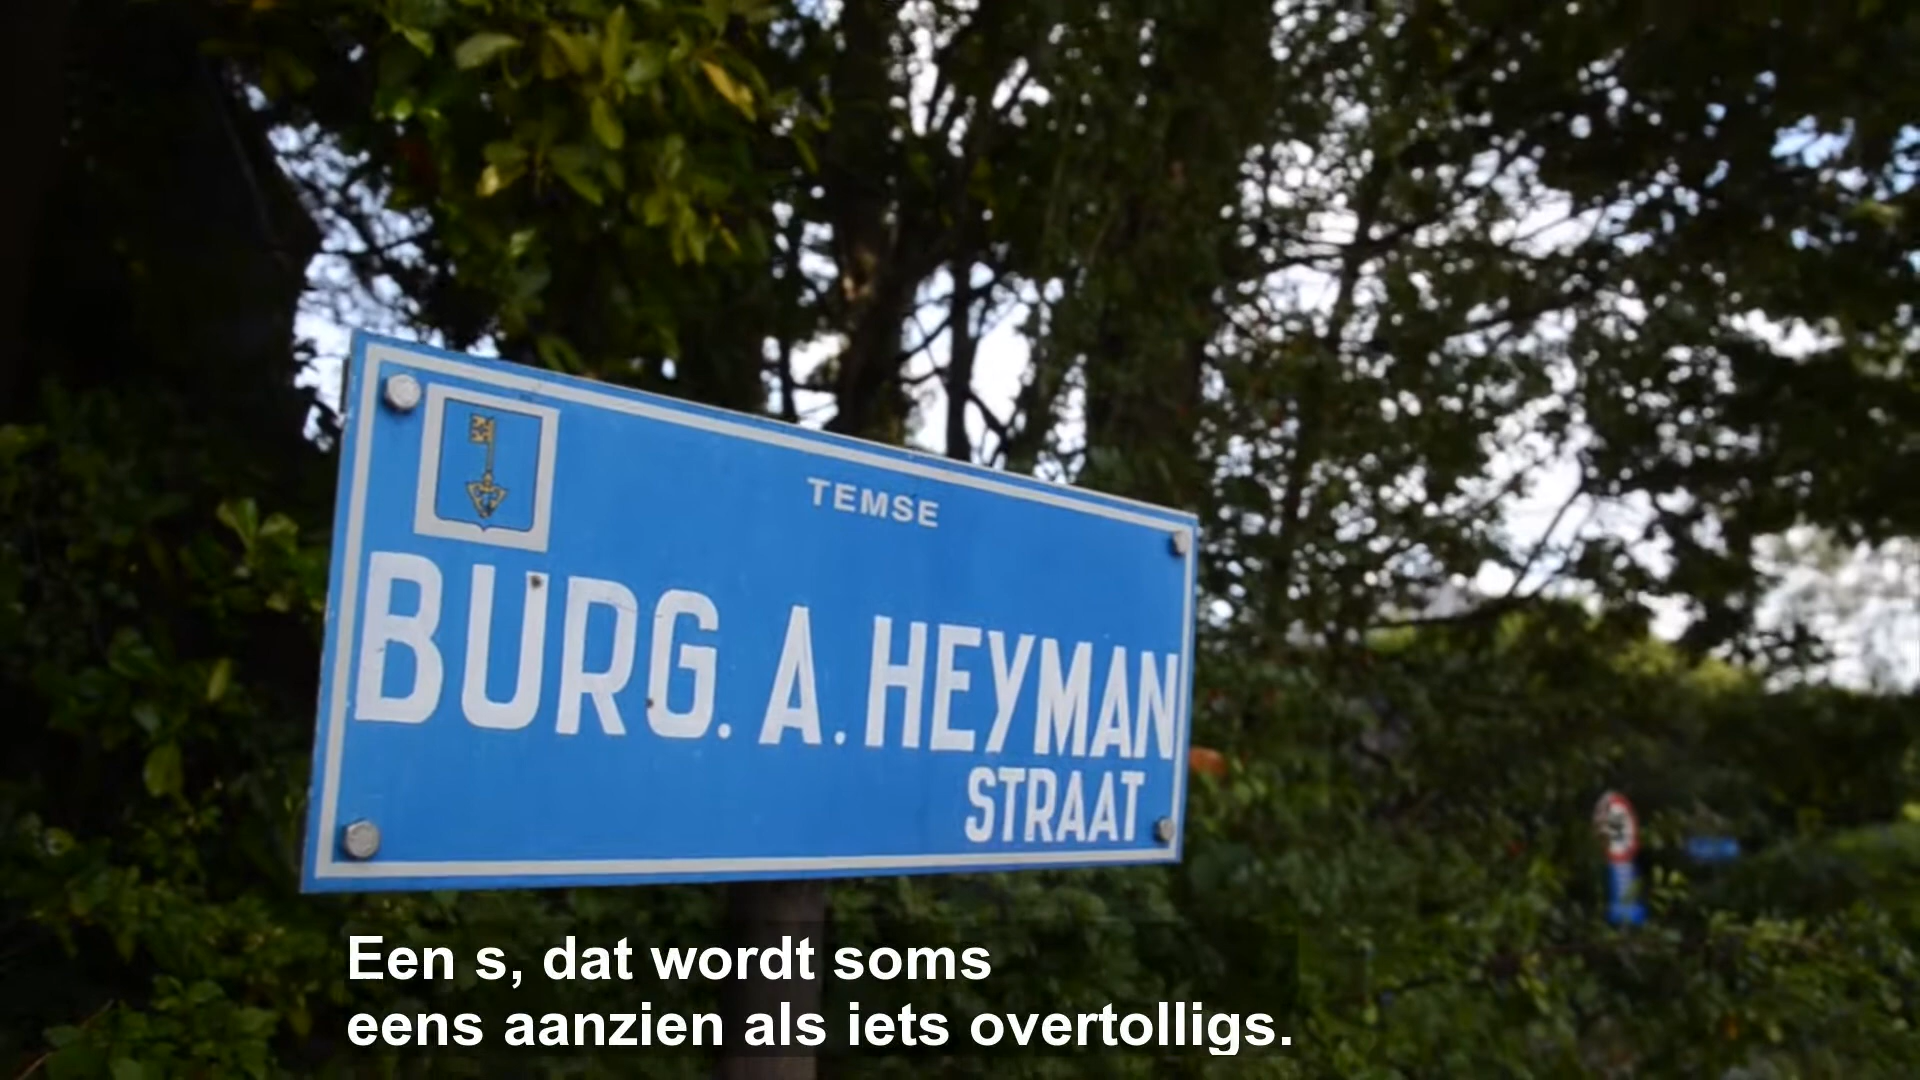 TEMSE
BURG. A. HEYMAN
STRAAT
Een s, dat wordt soms
eens aanzien als iets overtolligs.